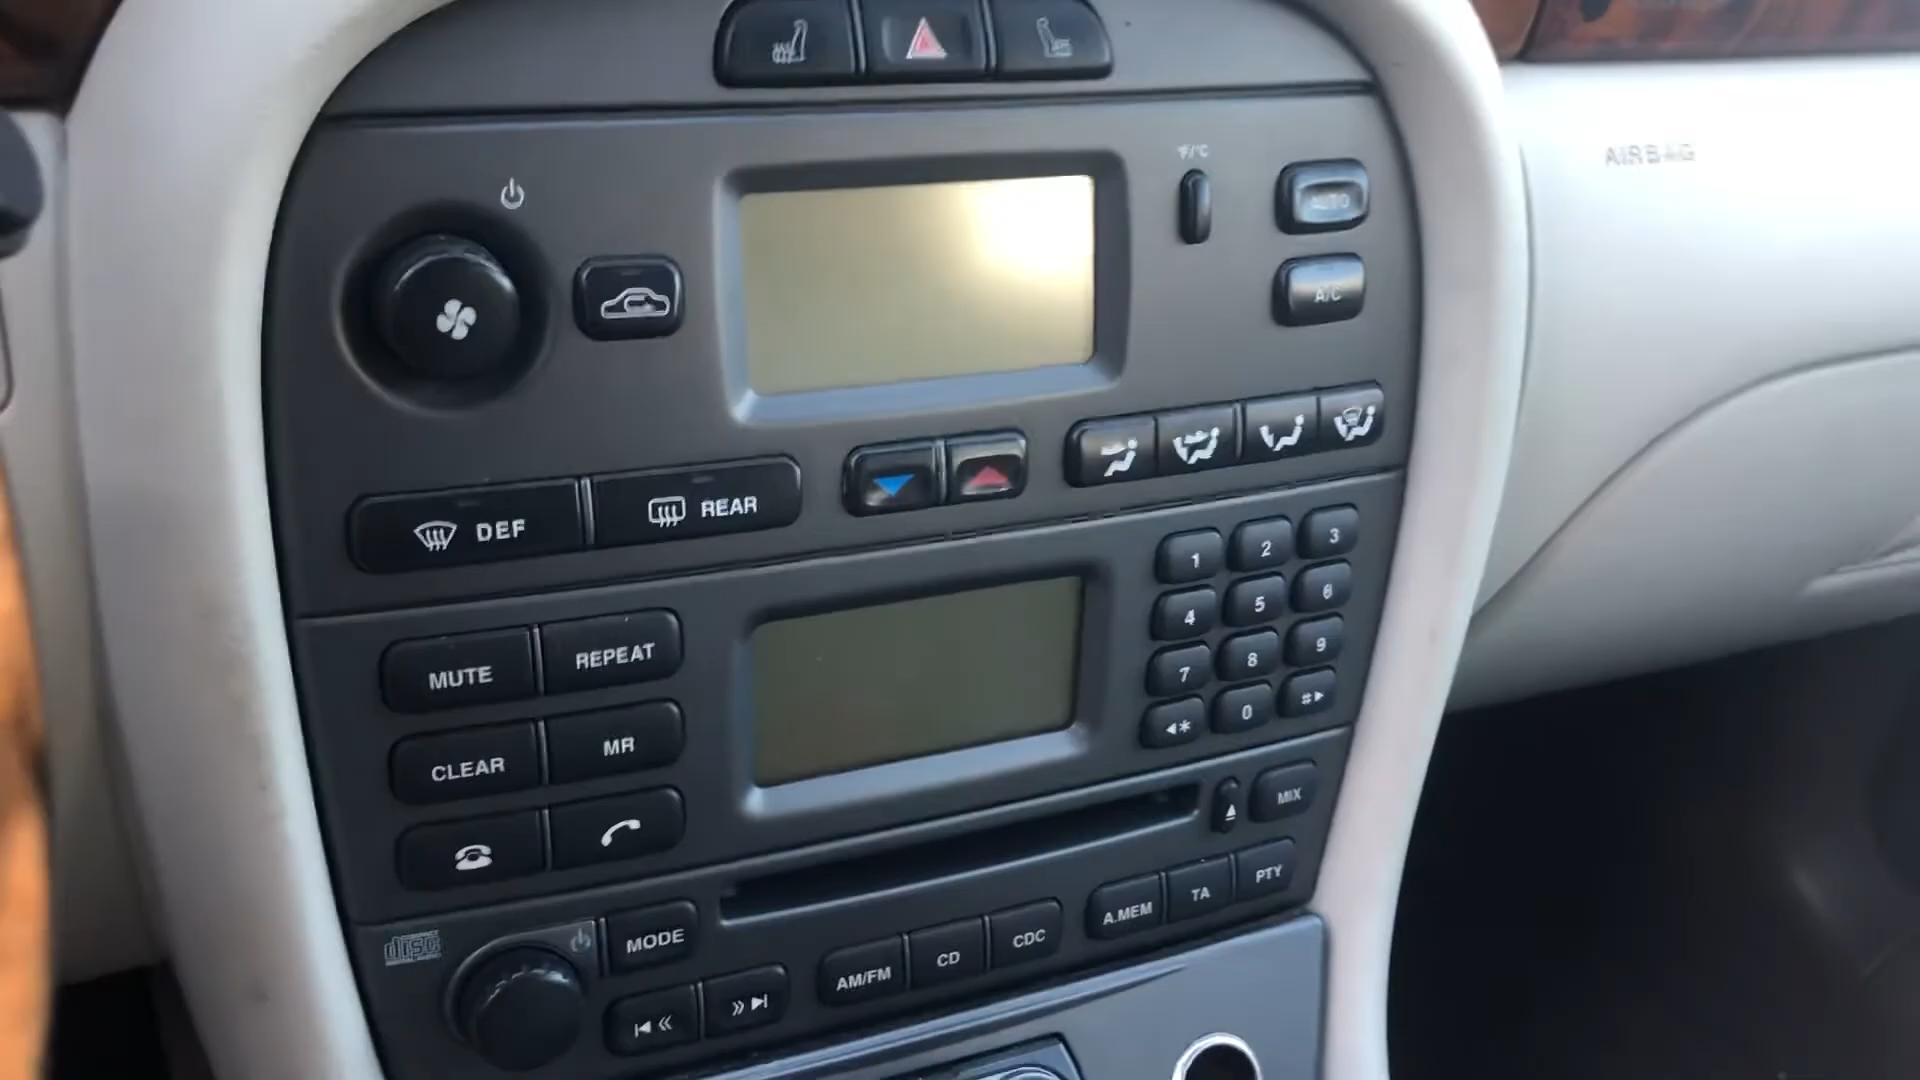 AIRBAG
°F/°C
AUTO
A/C
DEF
REAR
1 2 3
4 5 6
7 8 9
* 0 #
MUTE
REPEAT
CLEAR
MR
MIX
disc
MODE
AM/FM
CD
CDC
A.MEM
TA
PTY